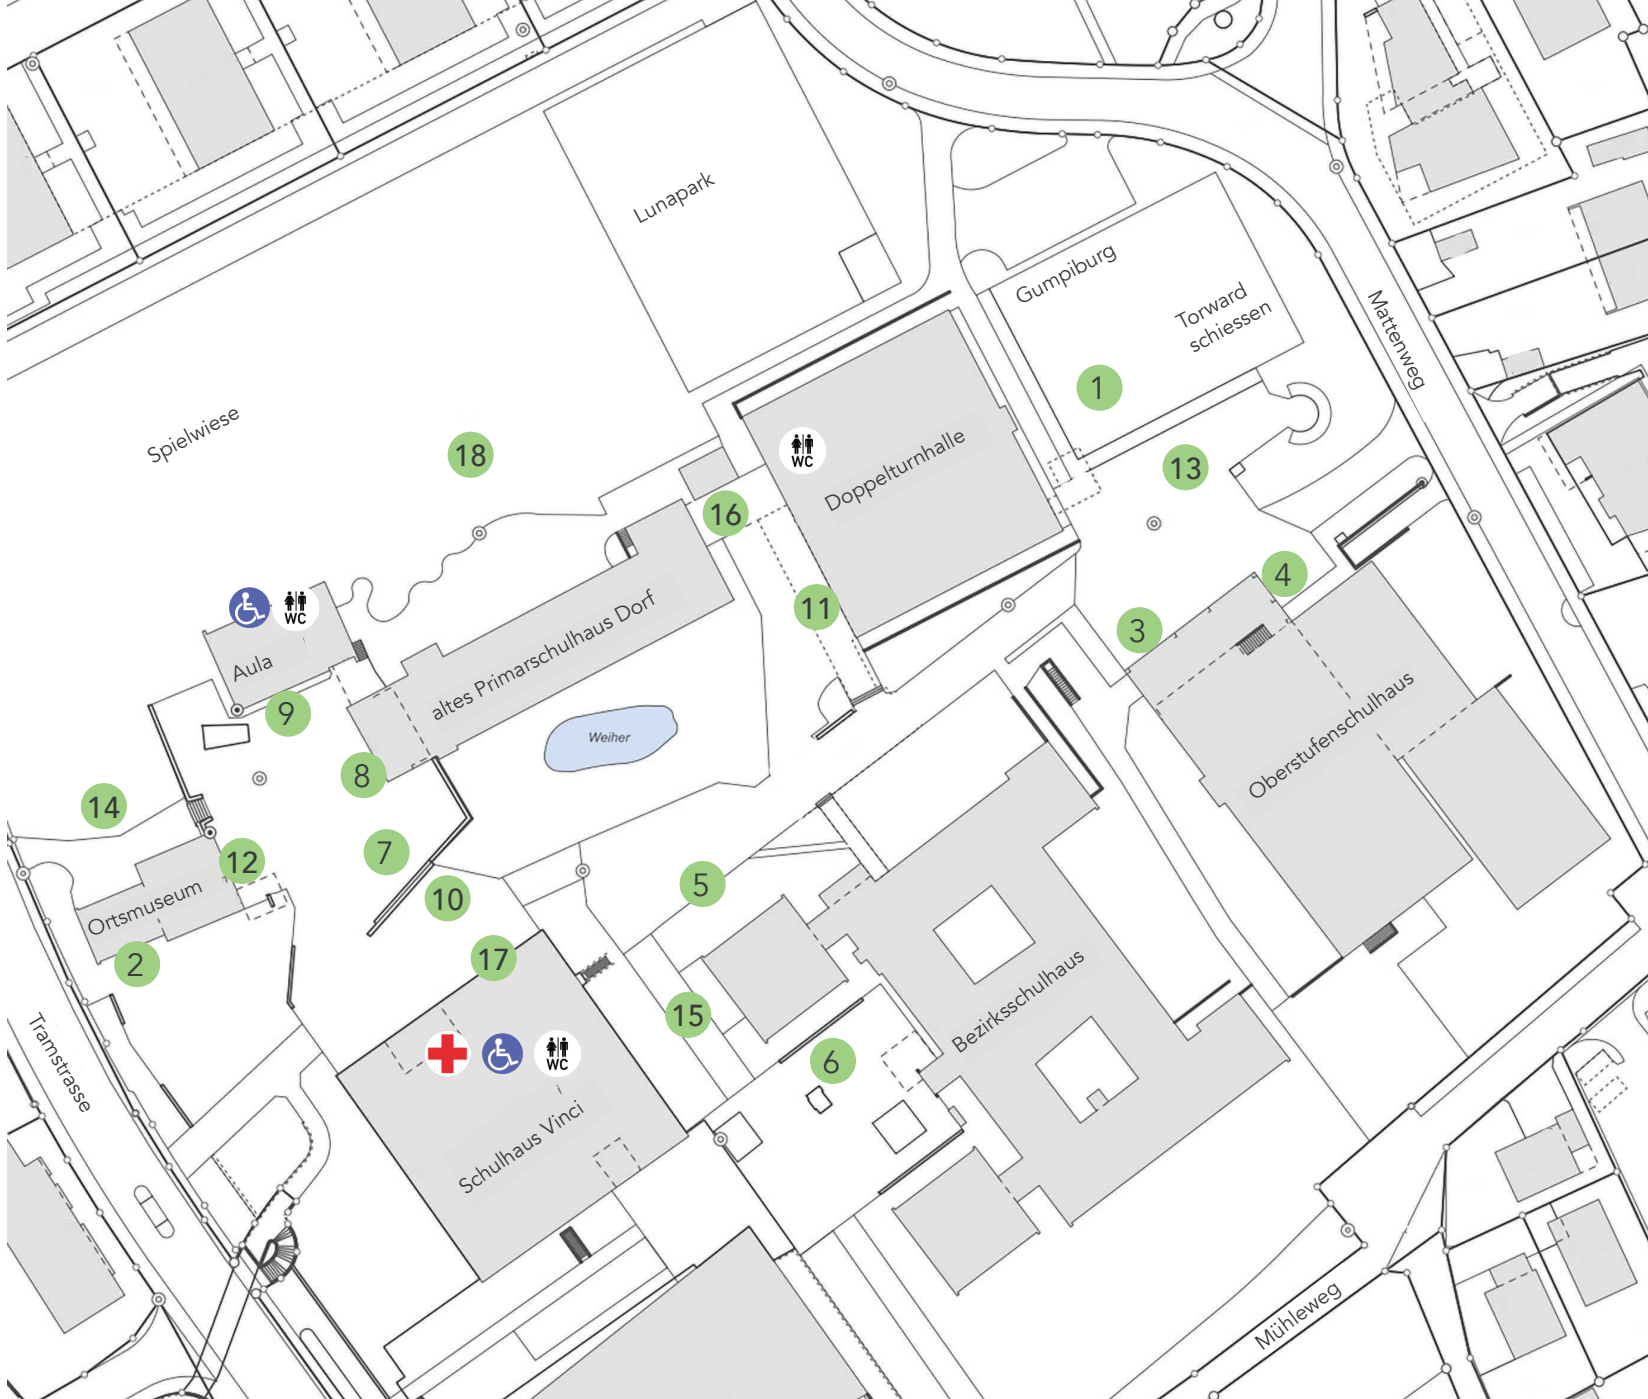 Lunapark
Gumpiburg
Torward
schiessen
Mattenweg
1
Spielwiese
18
WC
Doppelturnhalle
13
16
4
11
3
WC
altes Primarschulhaus Dorf
Aula
9
Weiher
Oberstufenschulhaus
8
14
7
12
5
10
Ortsmuseum
2
17
15
Bezirksschulhaus
6
WC
Tramstrasse
Schulhaus Vinci
Mühleweg